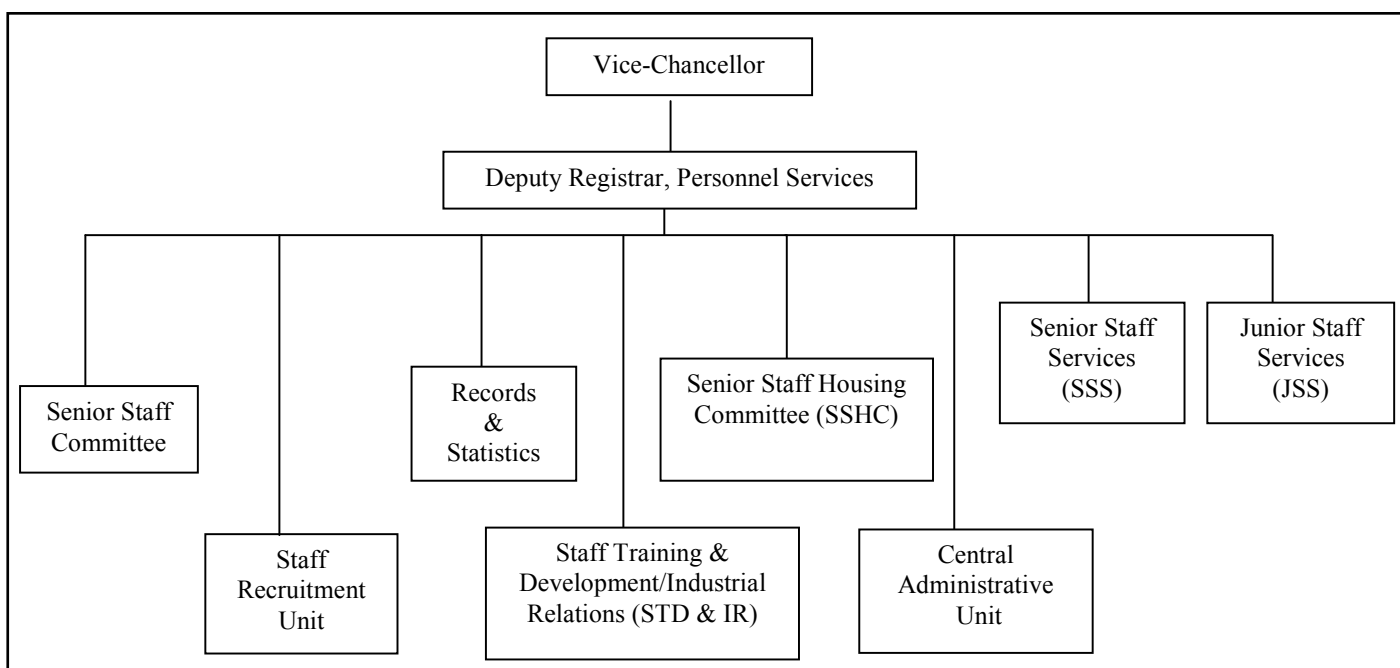 Vice-Chancellor
Deputy Registrar, Personnel Services
Senior Staff
Committee
Staff
Recruitment
Unit
Records
&
Statistics
Staff Training &
Development/Industrial
Relations (STD & IR)
Senior Staff Housing
Committee (SSHC)
Central
Administrative
Unit
Senior Staff
Services
(SSS)
Junior Staff
Services
(JSS)